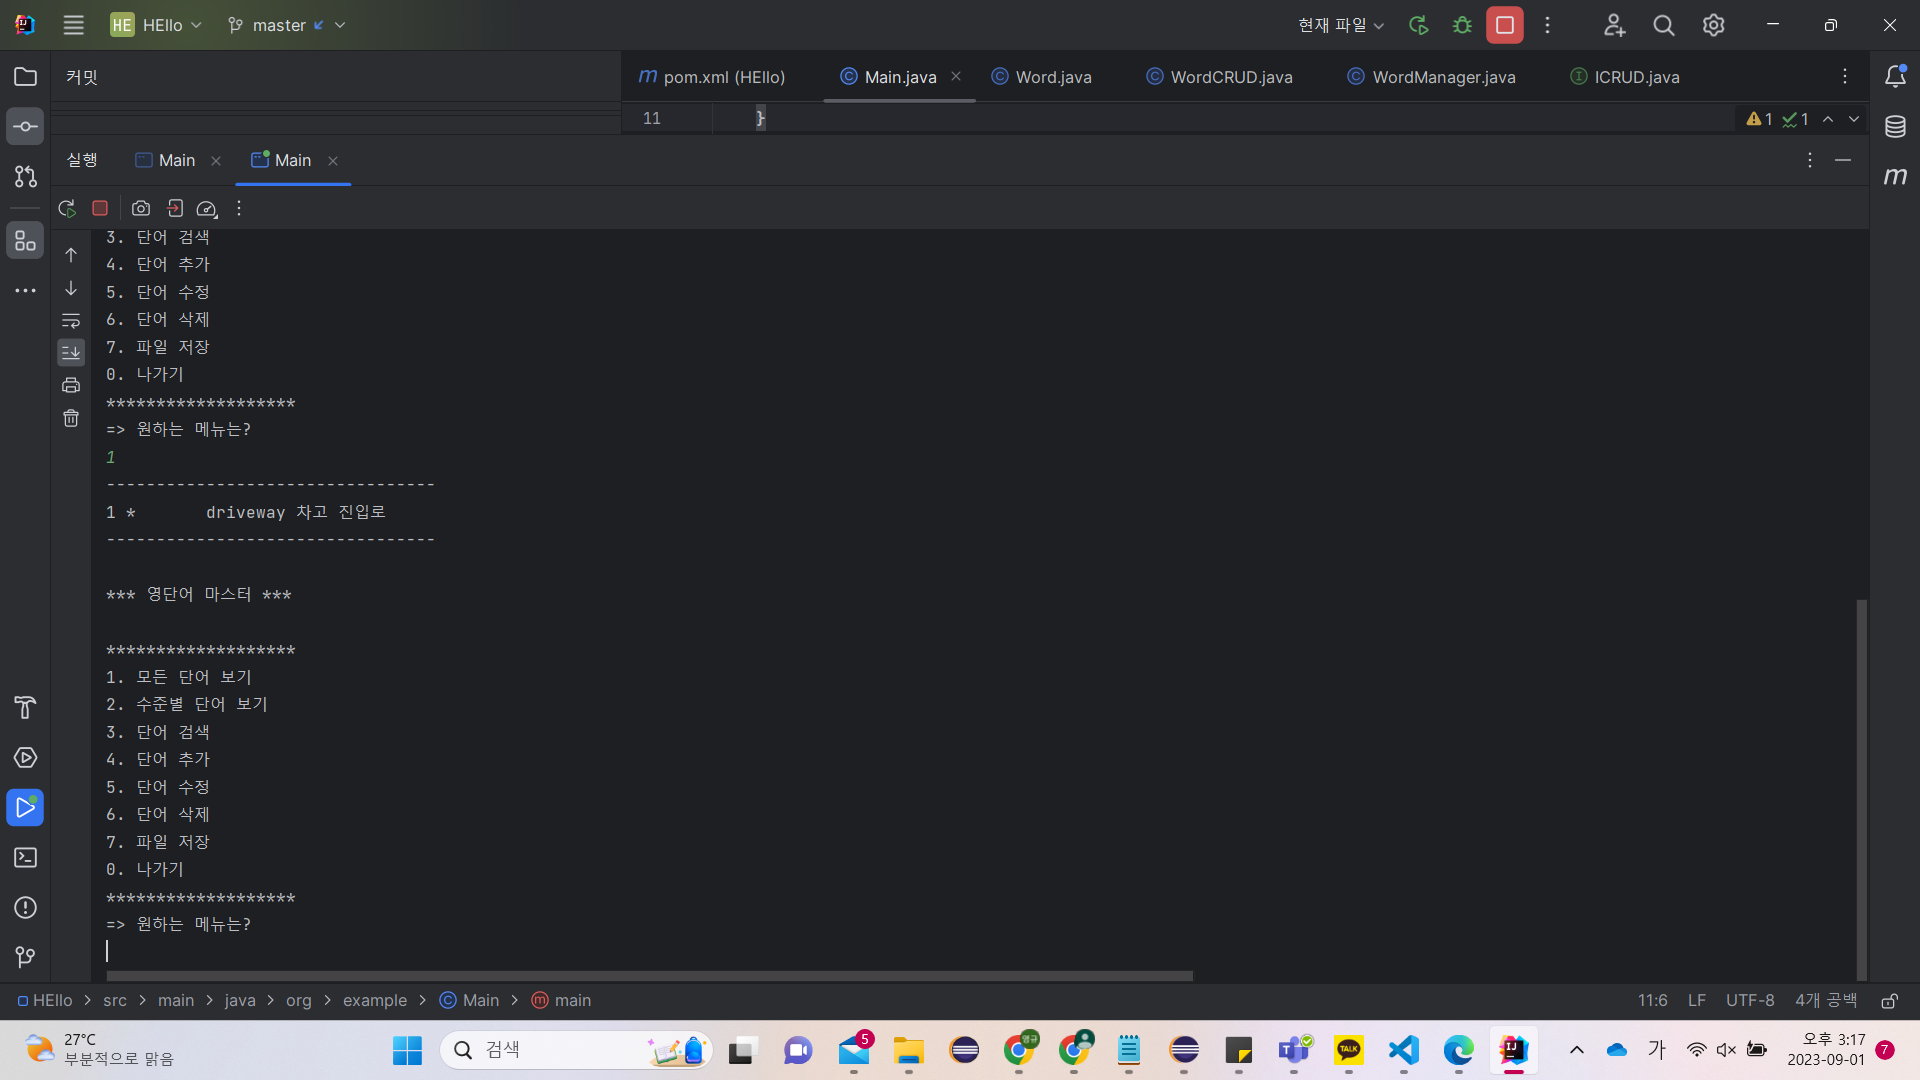 HE HEllo master 현재 파일
커밋 pom.xml (HEllo) Main.java Word.java WordCRUD.java WordManager.java ICRUD.java
11 } 1 1
실행 Main Main
3. 단어 검색
4. 단어 추가
5. 단어 수정
6. 단어 삭제
7. 파일 저장
0. 나가기
*******************
=> 원하는 메뉴는?
1
---------------------------------
1 *       driveway 차고 진입로
---------------------------------
*** 영단어 마스터 ***
*******************
1. 모든 단어 보기
2. 수준별 단어 보기
3. 단어 검색
4. 단어 추가
5. 단어 수정
6. 단어 삭제
7. 파일 저장
0. 나가기
*******************
=> 원하는 메뉴는?
HEllo > src > main > java > org > example > Main > main 11:6 LF UTF-8 4개 공백
27°C 오후 3:17
부분적으로 맑음 검색 5 가 2023-09-01 7